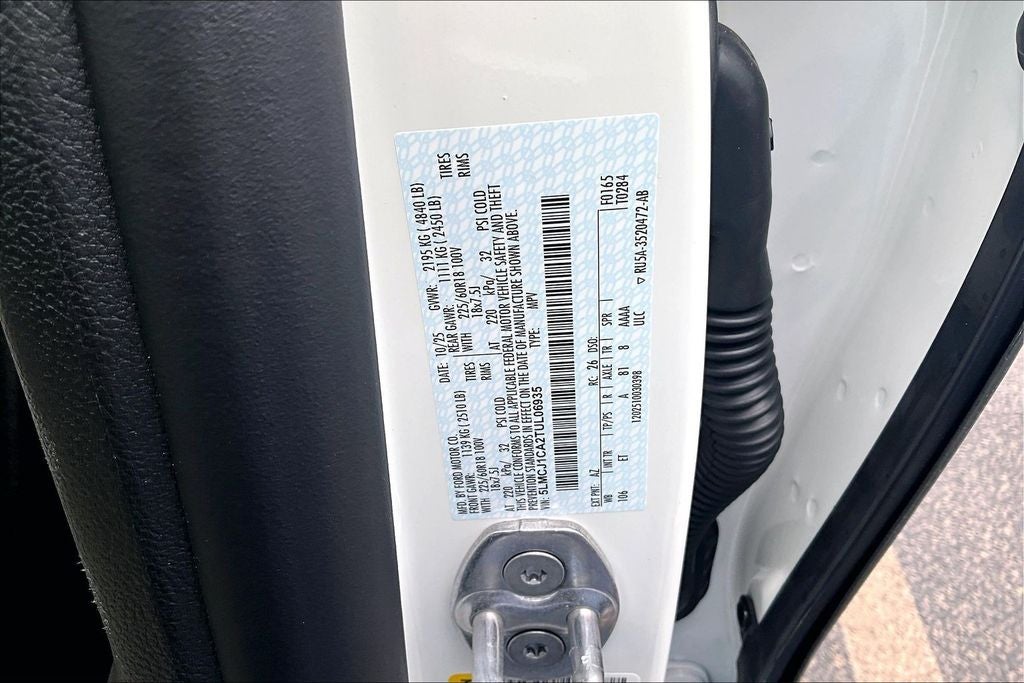 MFD. BY FORD MOTOR CO. DATE: 10/25 GVWR: 2195 KG ( 4840 LB)
FRONT GAWR: 1139 KG ( 2510 LB) REAR GAWR: 1111 KG ( 2450 LB)
WITH 225/60R18 100V TIRES WITH 225/60R18 100V TIRES
18x7.5J RIMS 18x7.5J RIMS
AT 220 kPa/ 32 PSI COLD AT 220 kPa/ 32 PSI COLD
THIS VEHICLE CONFORMS TO ALL APPLICABLE FEDERAL MOTOR VEHICLE SAFETY AND THEFT
PREVENTION STANDARDS IN EFFECT ON THE DATE OF MANUFACTURE SHOWN ABOVE.
VIN: 5LMCJ1CA2TUL06935 TYPE: MPV
EXT PNT: AZ RC: 26 DSO: F0165
WB INT TR TP/PS R AXLE TR SPR T0284
106 ET A 81 8 AAAA
120251003039B ULC ▽ RU5A-3520472-AB